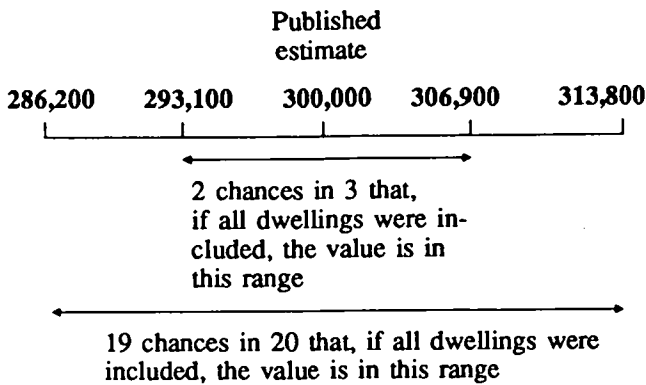 Published
estimate
286,200 293,100 300,000 306,900 313,800
2 chances in 3 that,
if all dwellings were in-
cluded, the value is in
this range
19 chances in 20 that, if all dwellings were
included, the value is in this range